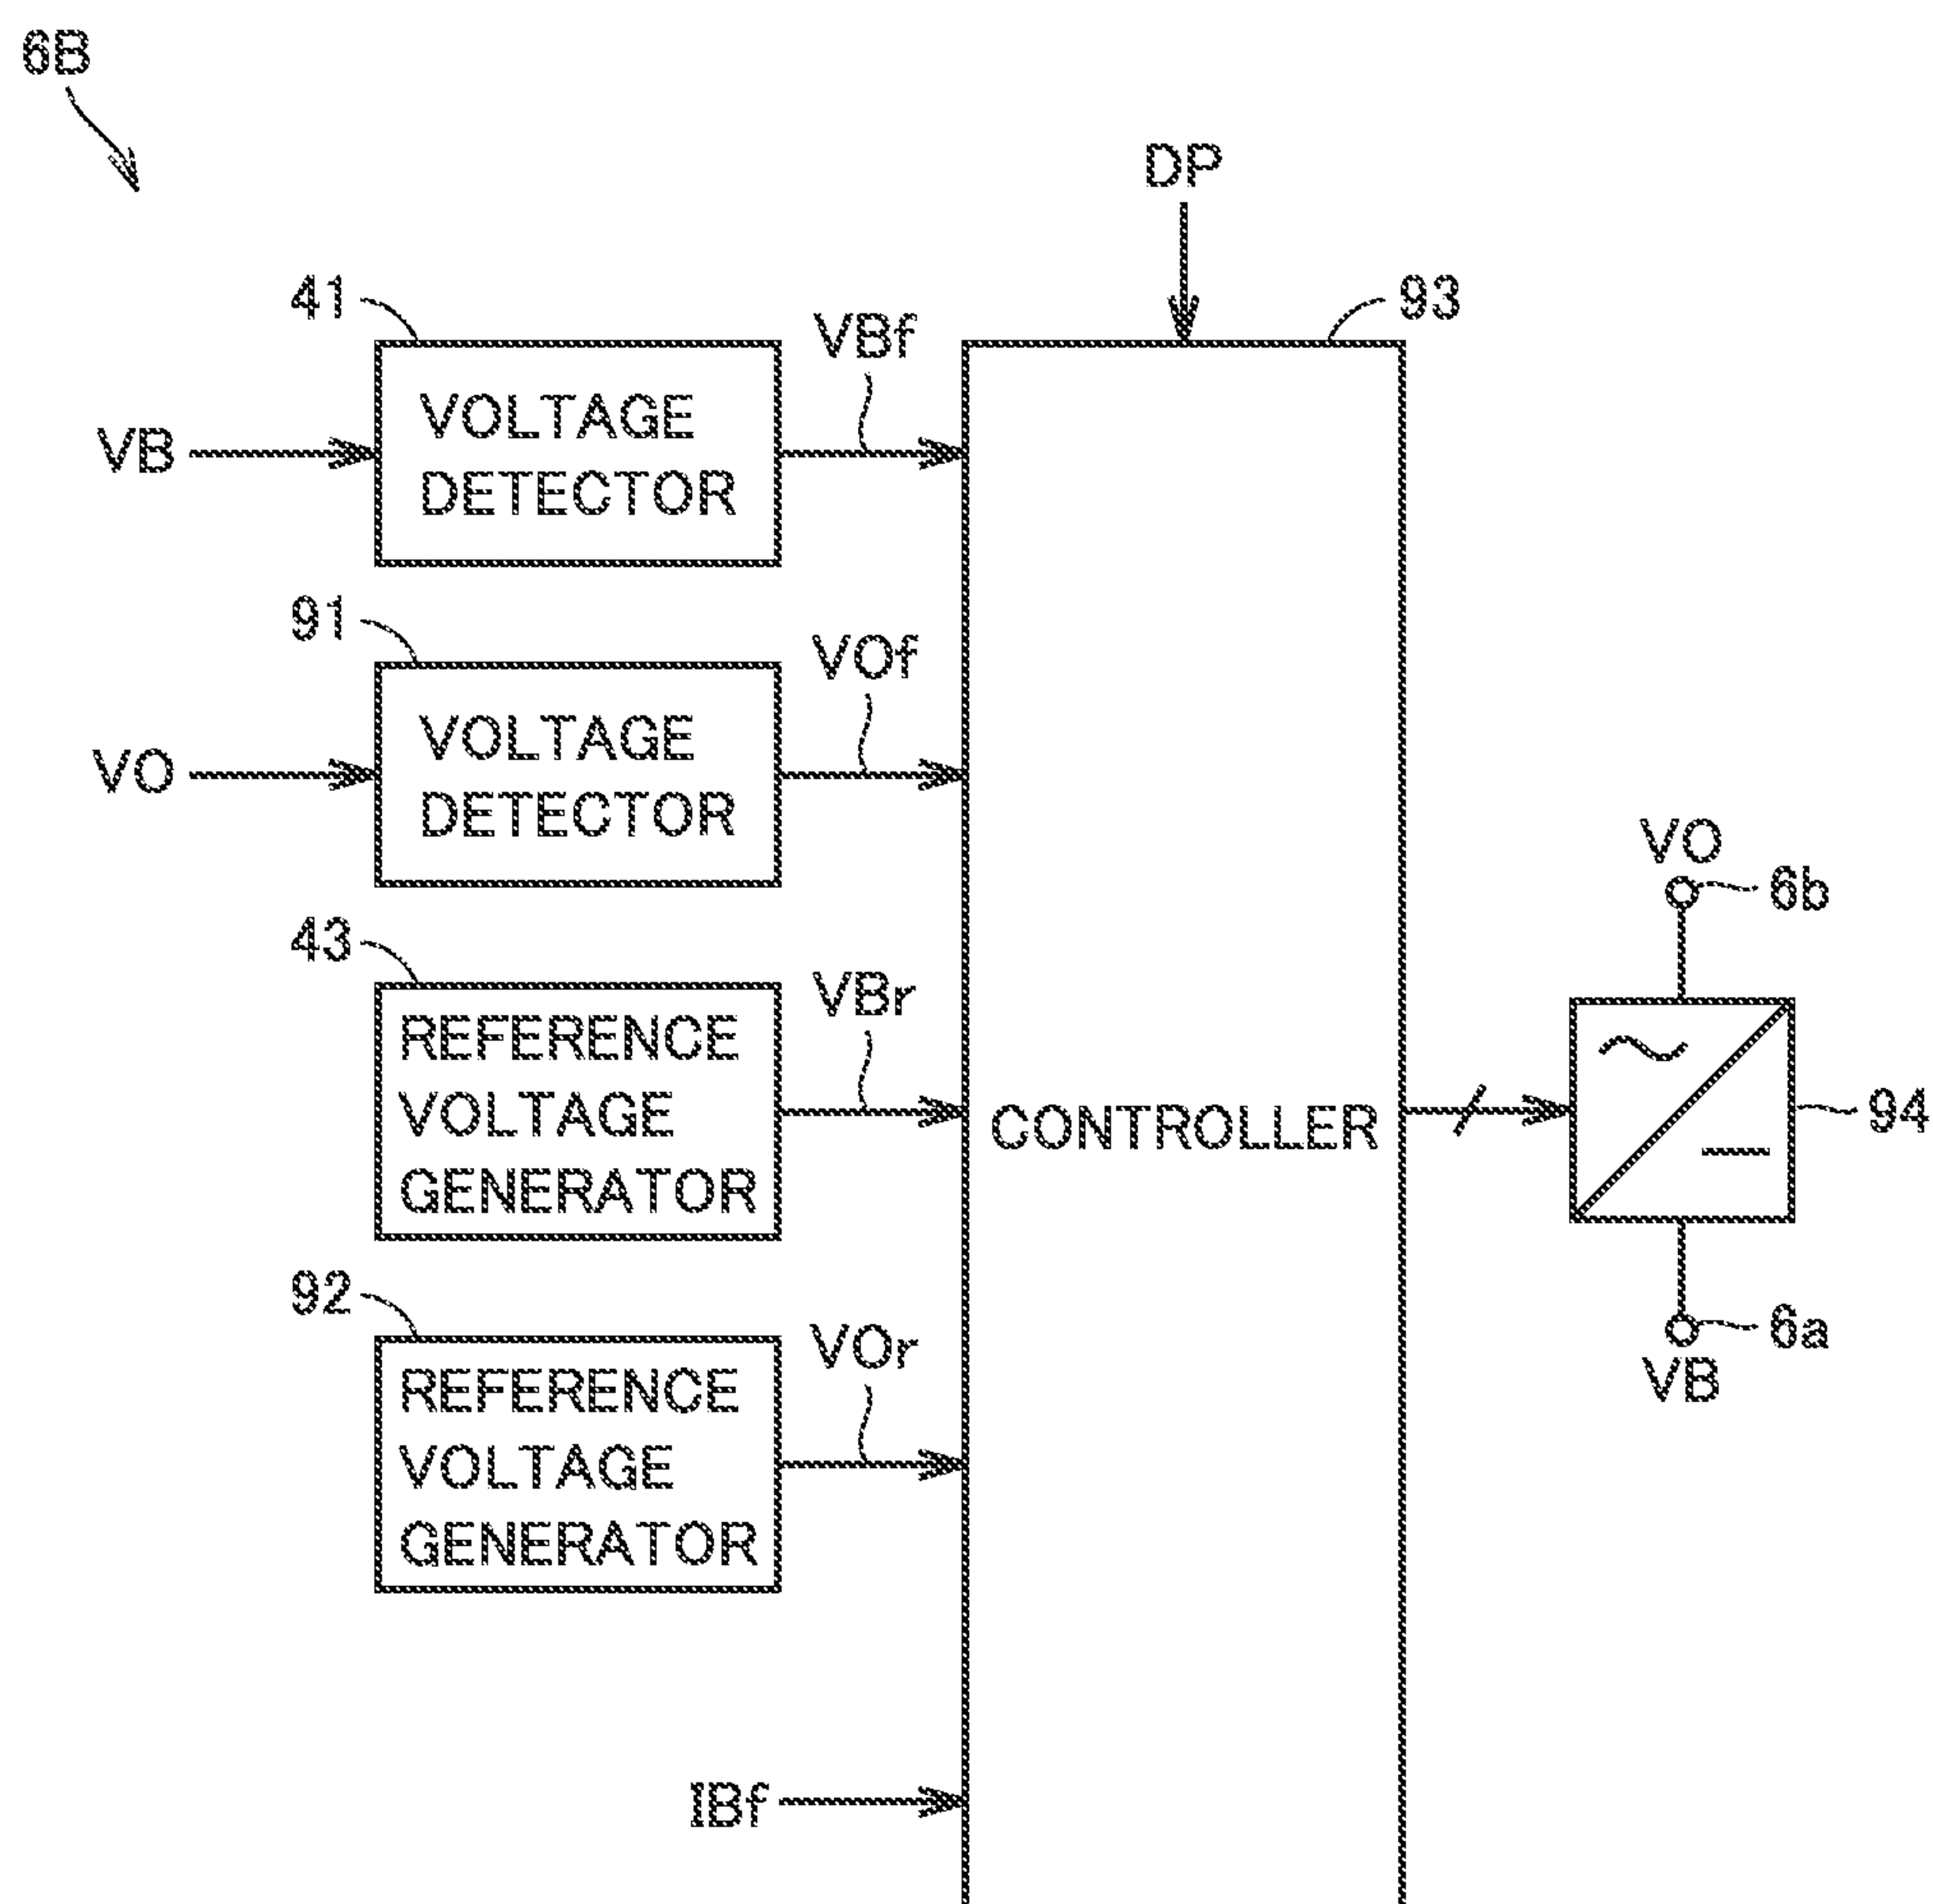 6B
DP
41
93
VBf
VB
VOLTAGE
DETECTOR
91
VOf
VO
VOLTAGE
DETECTOR
VO
6b
43
VBr
REFERENCE
VOLTAGE
GENERATOR
CONTROLLER
94
92
VOr
6a
VB
REFERENCE
VOLTAGE
GENERATOR
IBf